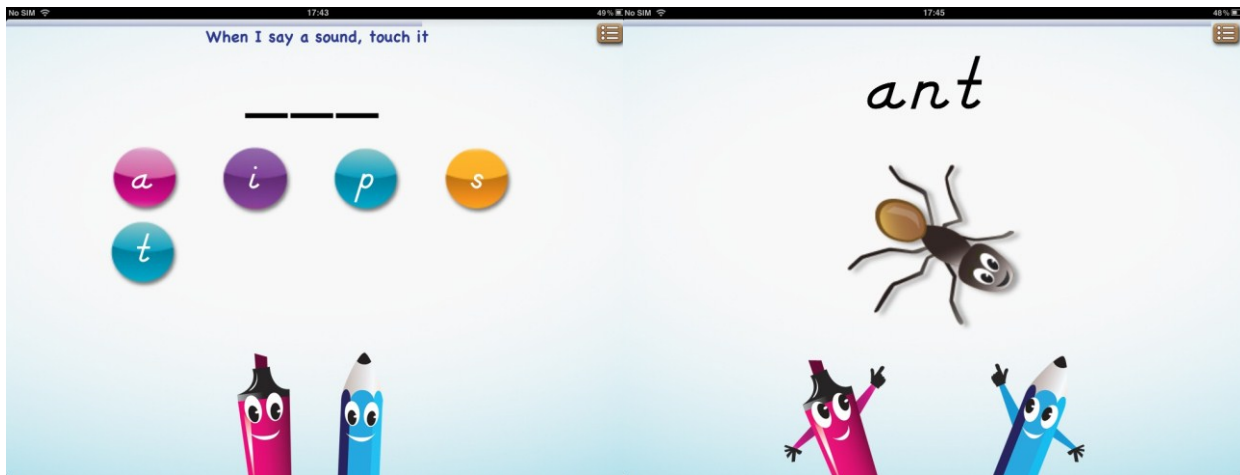 No SIM 17:43 49%
When I say a sound, touch it
a i p s
t
No SIM 17:45 48%
ant